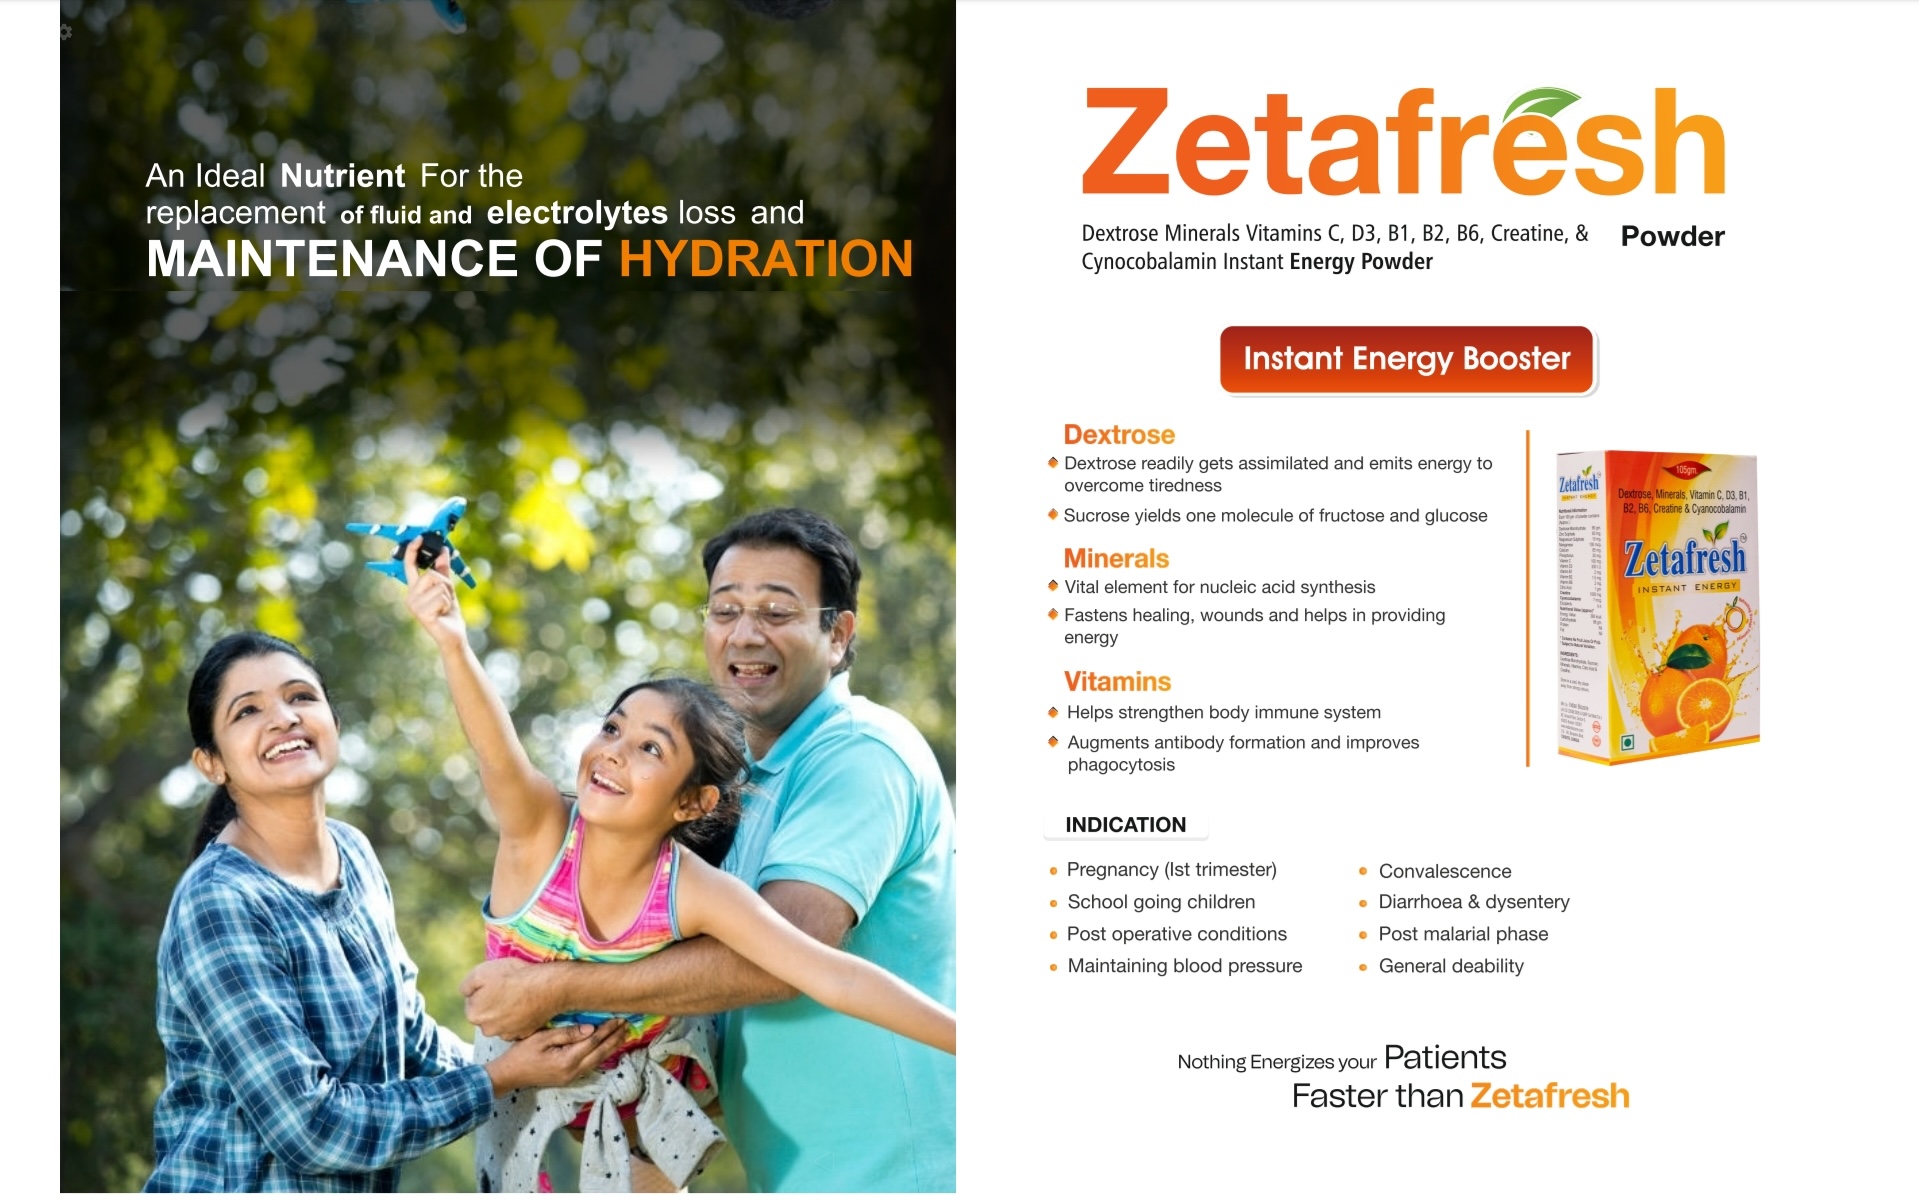 An Ideal Nutrient For the
replacement of fluid and electrolytes loss and
MAINTENANCE OF HYDRATION
Zetafresh
Dextrose Minerals Vitamins C, D3, B1, B2, B6, Creatine, &
Cynocobalamin Instant Energy Powder
Powder
Instant Energy Booster
Dextrose
Dextrose readily gets assimilated and emits energy to
overcome tiredness
Sucrose yields one molecule of fructose and glucose
Minerals
Vital element for nucleic acid synthesis
Fastens healing, wounds and helps in providing
energy
Vitamins
Helps strengthen body immune system
Augments antibody formation and improves
phagocytosis
Zetafresh
105gm
Dextrose, Minerals, Vitamin C, D3, B1,
B2, B6, Creatine & Cyanocobalamin
Zetafresh™
INSTANT ENERGY
INDICATION
Pregnancy (Ist trimester)
School going children
Post operative conditions
Maintaining blood pressure
Convalescence
Diarrhoea & dysentery
Post malarial phase
General deability
Nothing Energizes your Patients
Faster than Zetafresh